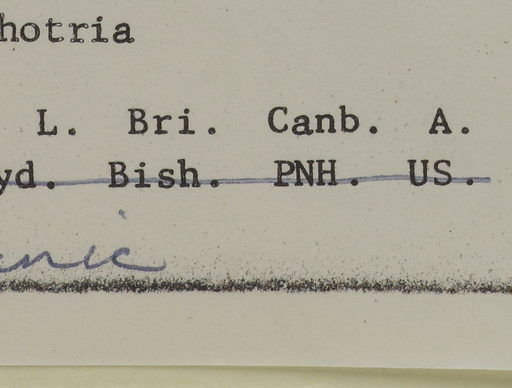 hotria
L. Bri. Canb. A.
yd. Bish. PNH. US.